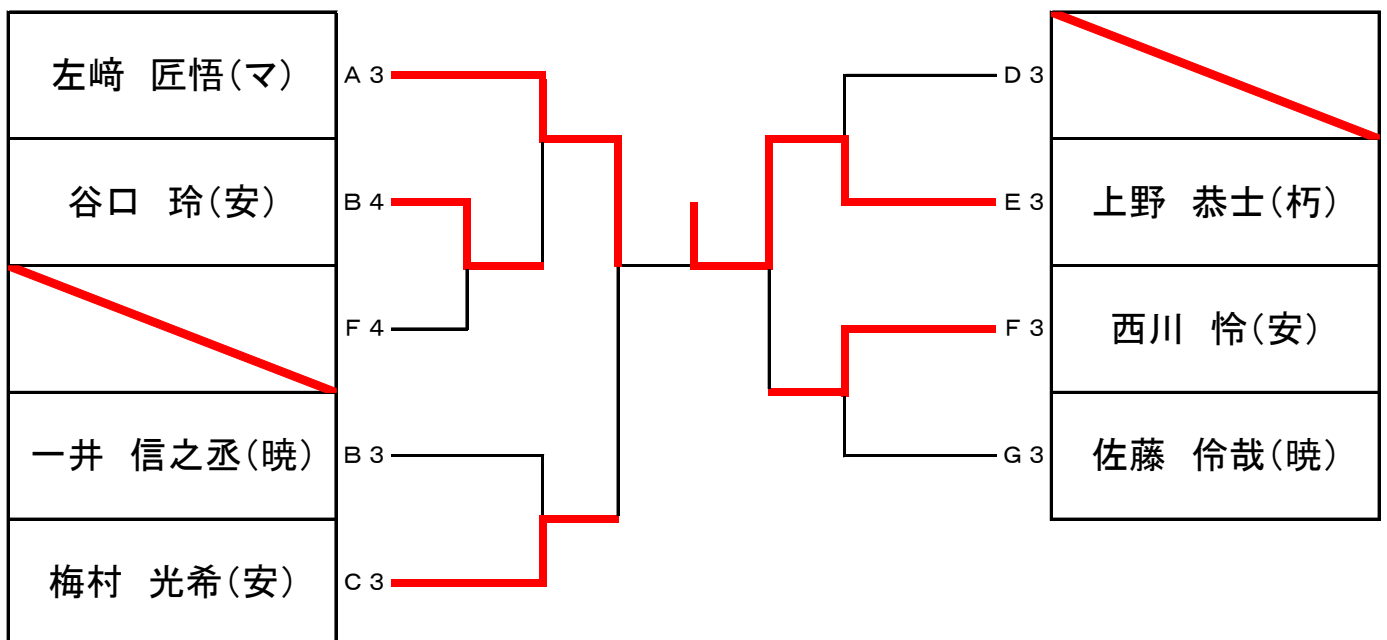 左﨑　匠悟（マ）
A3
谷口　玲（安）
B4
F4
一井　信之丞（暁）
B3
梅村　光希（安）
C3
D3
E3
上野　恭士（朽）
F3
西川　怜（安）
G3
佐藤　伶哉（暁）